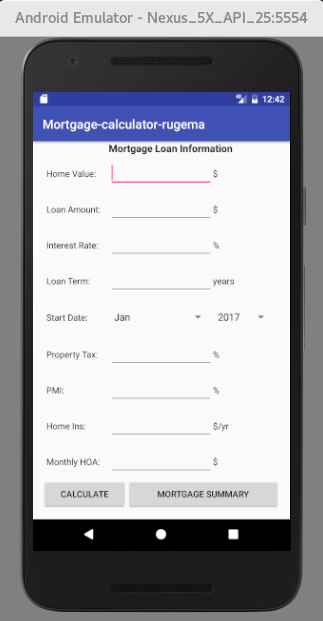 Android Emulator - Nexus_5X_API_25:5554
12:42
Mortgage-calculator-rugema
Mortgage Loan Information
Home Value: $
Loan Amount: $
Interest Rate: %
Loan Term: years
Start Date: Jan 2017
Property Tax: %
PMI: %
Home Ins: $/yr
Monthly HOA: $
CALCULATE MORTGAGE SUMMARY